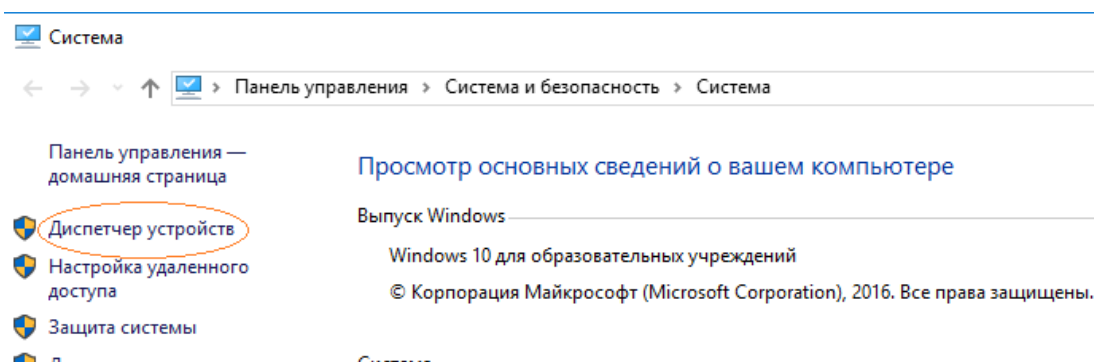 Система
Панель управления › Система и безопасность › Система
Панель управления —
домашняя страница
Диспетчер устройств
Настройка удаленного
доступа
Защита системы
Просмотр основных сведений о вашем компьютере
Выпуск Windows
Windows 10 для образовательных учреждений
© Корпорация Майкрософт (Microsoft Corporation), 2016. Все права защищены.